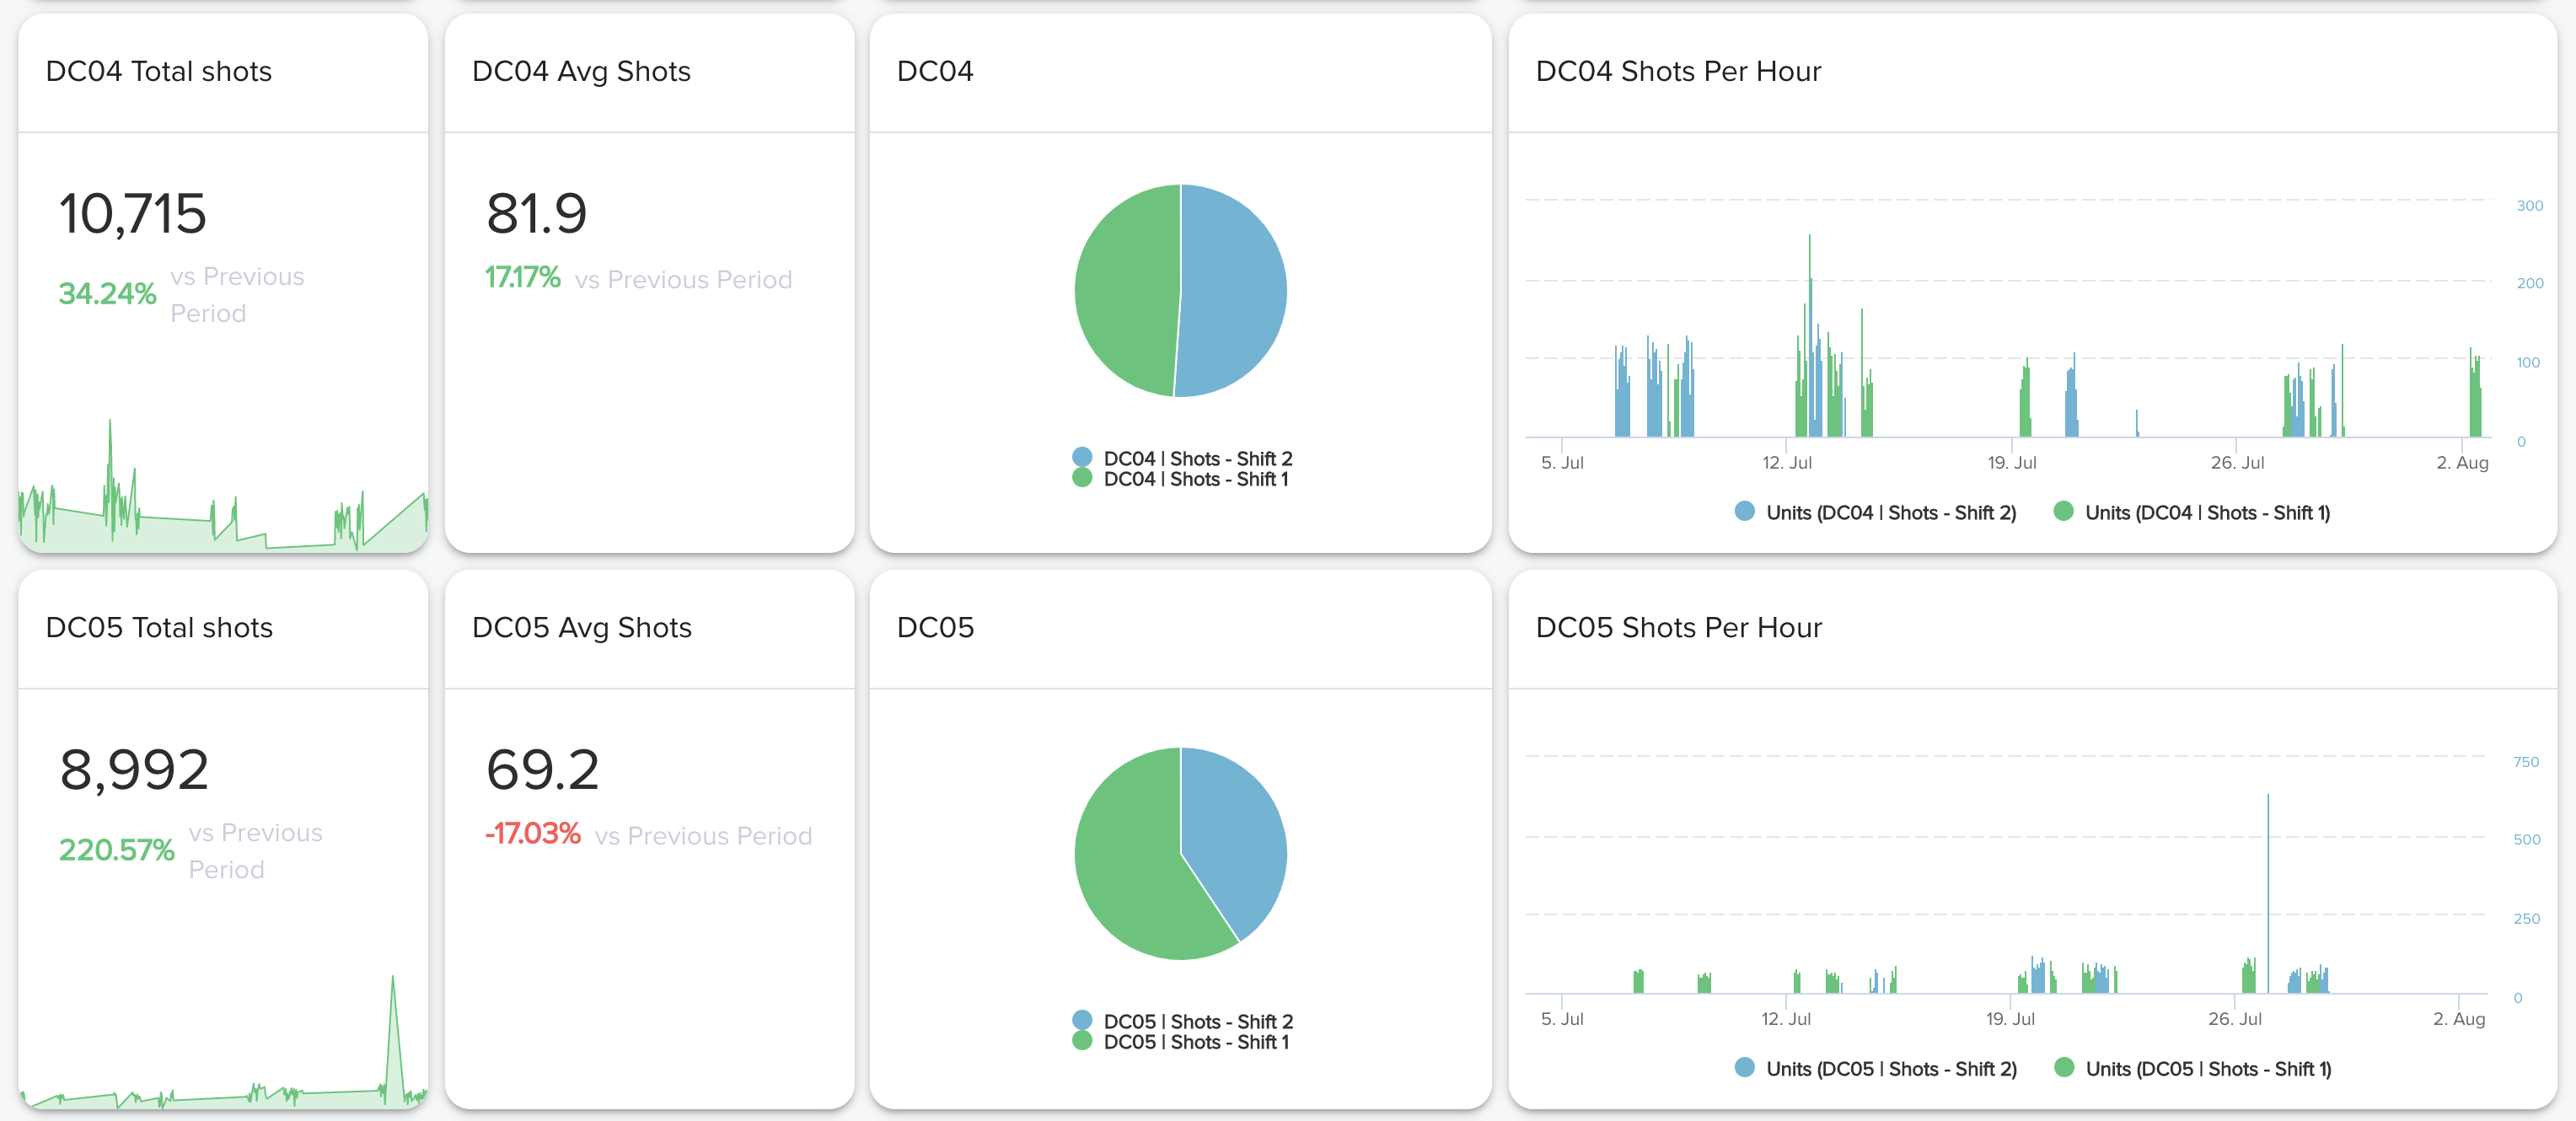 DC04 Total shots
10,715
34.24% vs Previous
Period
DC04 Avg Shots
81.9
17.17% vs Previous Period
DC04
DC04 | Shots - Shift 2
DC04 | Shots - Shift 1
DC04 Shots Per Hour
300
200
100
0
5. Jul 12. Jul 19. Jul 26. Jul 2. Aug
Units (DC04 | Shots - Shift 2) Units (DC04 | Shots - Shift 1)
DC05 Total shots
8,992
220.57% vs Previous
Period
DC05 Avg Shots
69.2
-17.03% vs Previous Period
DC05
DC05 | Shots - Shift 2
DC05 | Shots - Shift 1
DC05 Shots Per Hour
750
500
250
0
5. Jul 12. Jul 19. Jul 26. Jul 2. Aug
Units (DC05 | Shots - Shift 2) Units (DC05 | Shots - Shift 1)